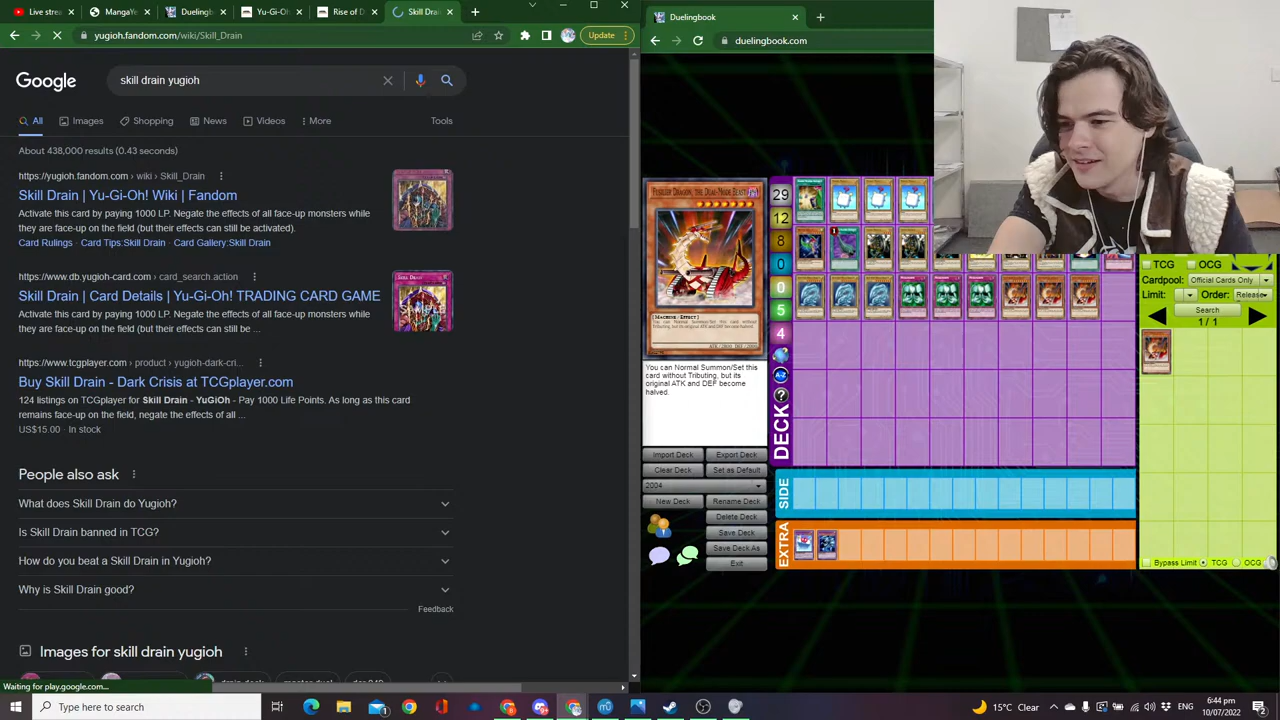 Live stre
MangaYe
Dueling
Yu-Gi-Oh
Rise of D
Skill Drain
yugioh.fandom.com/wiki/Skill_Drain
Update
Google
skill drain yugioh
All
Images
Shopping
News
Videos
More
Tools
About 438,000 results (0.43 seconds)
https://yugioh.fandom.com › wiki › Skill_Drain
Skill Drain | Yu-Gi-Oh! Wiki
Activate this card by paying 1000 LP. Negate the effects of all face-up monsters while
they are face-up on the field
Card Rulings · Card Tips:Skill Drain · Card Gallery:Skill Drain
https://www.db.yugioh-card.com › card_search.action
Skill Drain | Card Details | Yu-Gi-Oh! TRADING CARD GAME
Activate this card by paying 1000 LP. Negate the effects of all face-up monsters
while they are face-up on the field (but their effects can still be
https://www.tcgplayer.com › product › yugioh-dark-cri...
Buy Skill Drain - Dark Crisis at TCGplayer.com
124 listings on TCGplayer for Skill Drain - YuGiOh - Pay 1000 Life Points. As long as this card
remains face-up on the field, negate the effects of all ...
US$15.00 · In stock
People also ask
What does Skill Drain do Yugioh?
Is Skill Drain banned in TCG?
How do you beat a Skill Drain in Yugioh?
Why is Skill Drain good?
Feedback
Images for skill drain yugioh
Waiting for play.google.com...
Duelingbook
duelingbook.com
Fusilier Dragon, the Dual-Mode Beast
[MACHINE/EFFECT]
You can Normal Summon/Set this
card without Tributing, but its
original ATK and DEF become
halved.
Import Deck
Export Deck
Clear Deck
Set as Default
2004
New Deck
Rename Deck
Delete Deck
Save Deck
Save Deck As
Exit
29
12
8
0
0
5
4
A-Z
?
DECK
SIDE
EXTRA
TCG
OCG
Cardpool:
Official Cards Only
Limit:
Order:
Release
Search
1 / 1
Bypass Limit
TCG
OCG
Type here to search
15°C Clear
6:44 pm
10/07/2022